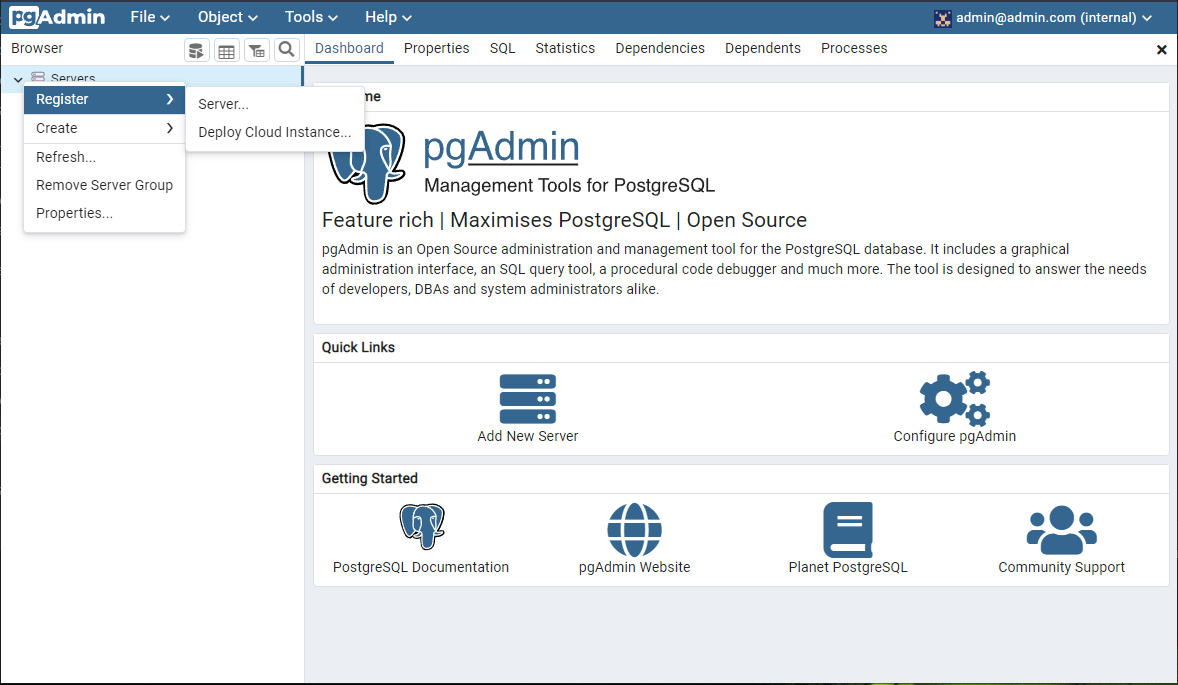 pgAdmin File Object Tools Help admin@admin.com (internal)
Browser Dashboard Properties SQL Statistics Dependencies Dependents Processes
Servers
Register
Create
Refresh...
Remove Server Group
Properties...
Server...
Deploy Cloud Instance...
me
pgAdmin
Management Tools for PostgreSQL
Feature rich | Maximises PostgreSQL | Open Source
pgAdmin is an Open Source administration and management tool for the PostgreSQL database. It includes a graphical
administration interface, an SQL query tool, a procedural code debugger and much more. The tool is designed to answer the needs
of developers, DBAs and system administrators alike.
Quick Links
Add New Server Configure pgAdmin
Getting Started
PostgreSQL Documentation pgAdmin Website Planet PostgreSQL Community Support